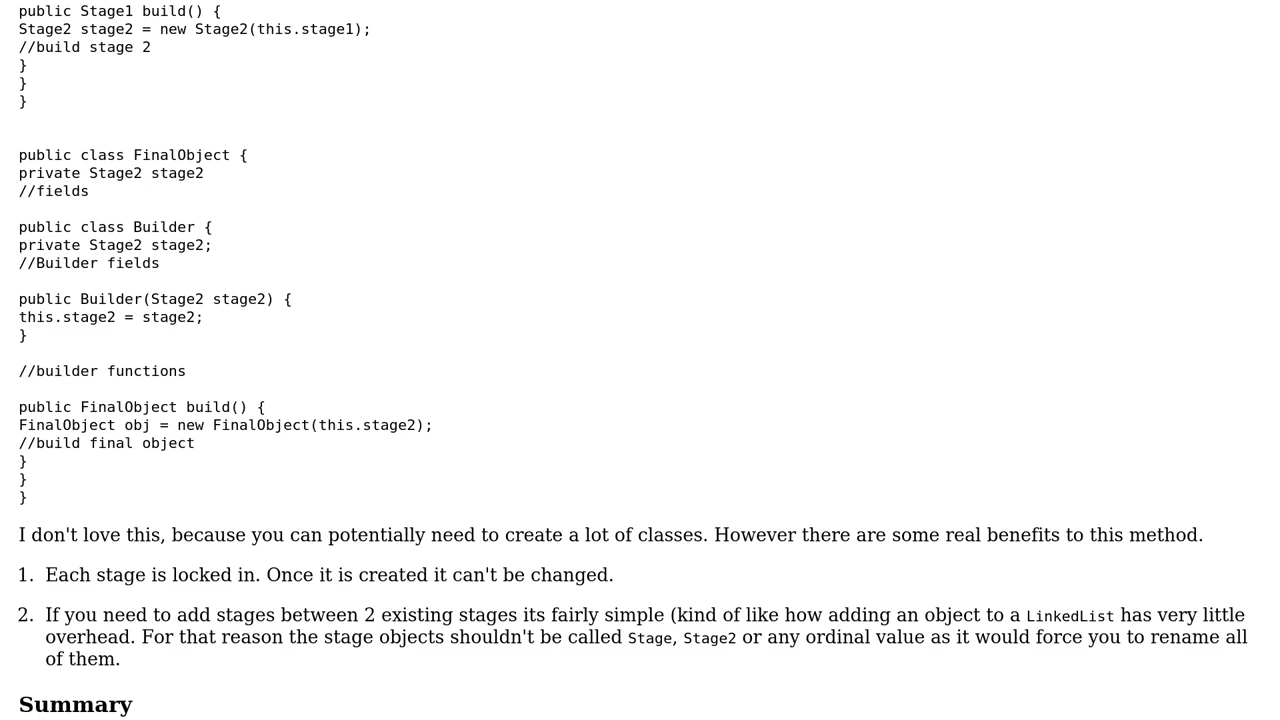 public Stage1 build() {
Stage2 stage2 = new Stage2(this.stage1);
//build stage 2
}
}
}
public class FinalObject {
private Stage2 stage2
//fields
public class Builder {
private Stage2 stage2;
//Builder fields
public Builder(Stage2 stage2) {
this.stage2 = stage2;
}
//builder functions
public FinalObject build() {
FinalObject obj = new FinalObject(this.stage2);
//build final object
}
}
}
I don't love this, because you can potentially need to create a lot of classes. However there are some real benefits to this method.
1. Each stage is locked in. Once it is created it can't be changed.
2. If you need to add stages between 2 existing stages its fairly simple (kind of like how adding an object to a LinkedList has very little
overhead. For that reason the stage objects shouldn't be called Stage, Stage2 or any ordinal value as it would force you to rename all
of them.
Summary